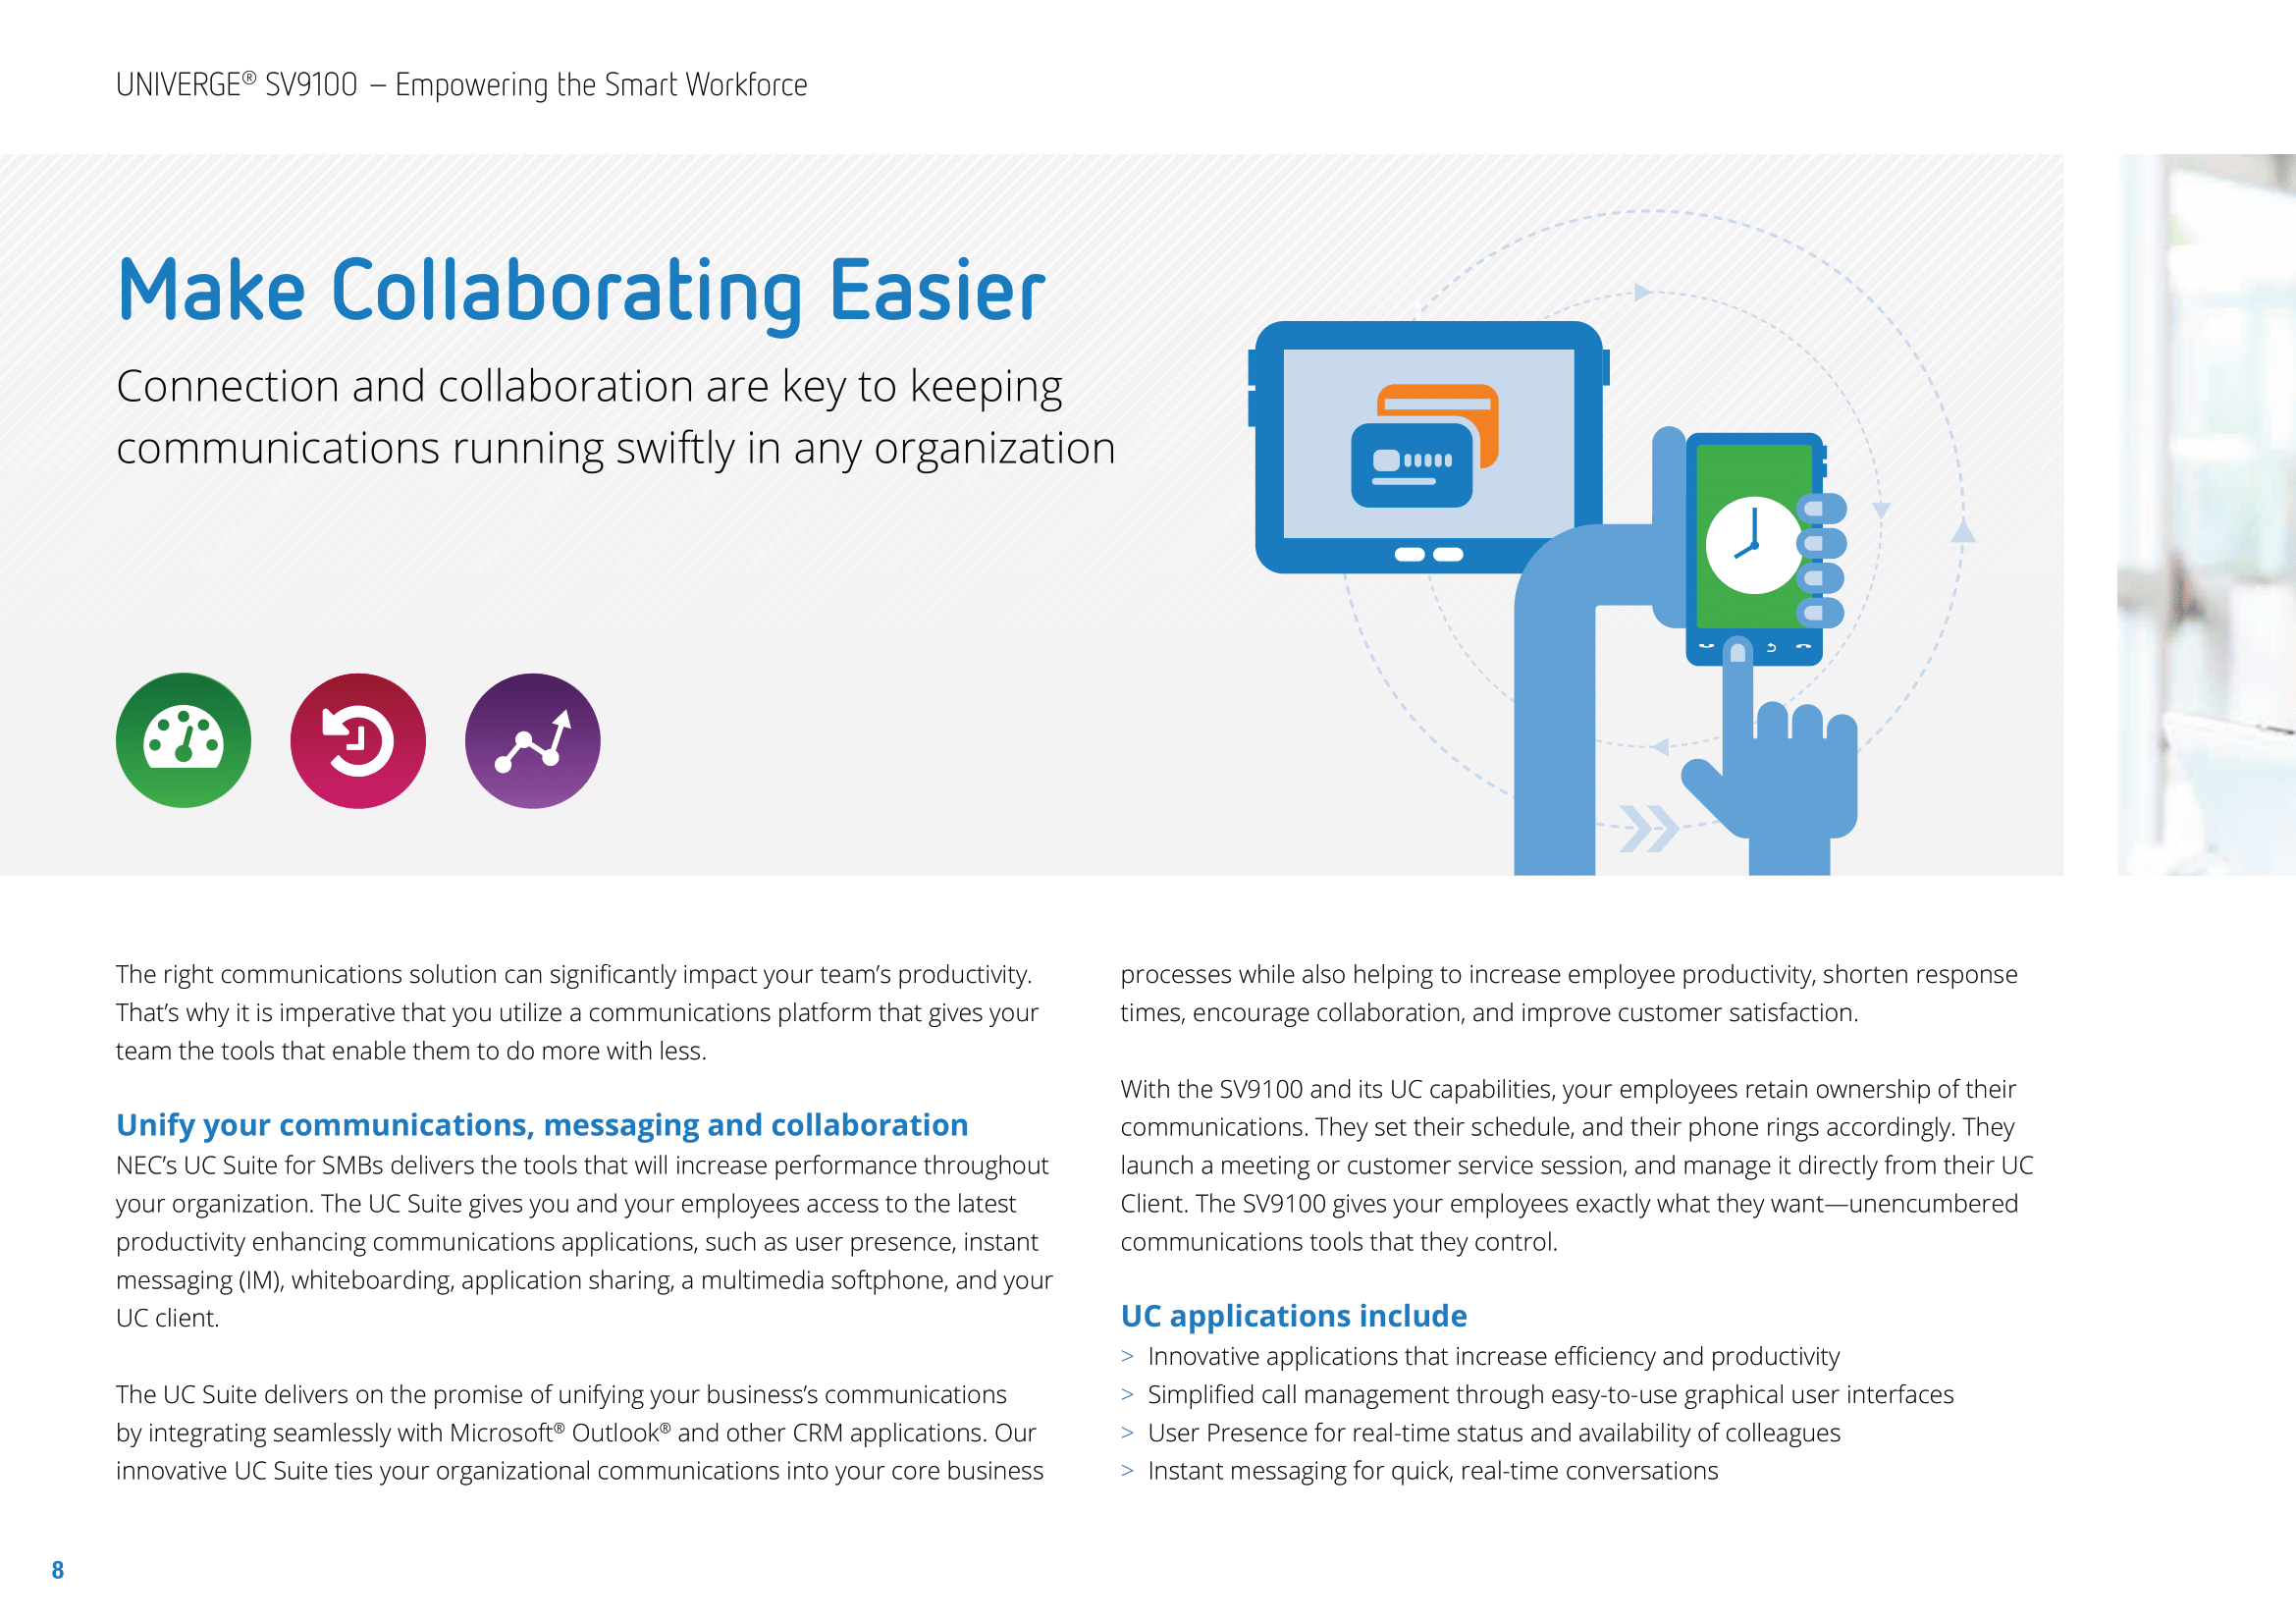 UNIVERGE® SV9100 – Empowering the Smart Workforce
Make Collaborating Easier
Connection and collaboration are key to keeping
communications running swiftly in any organization
The right communications solution can significantly impact your team’s productivity.
That’s why it is imperative that you utilize a communications platform that gives your
team the tools that enable them to do more with less.
Unify your communications, messaging and collaboration
NEC’s UC Suite for SMBs delivers the tools that will increase performance throughout
your organization. The UC Suite gives you and your employees access to the latest
productivity enhancing communications applications, such as user presence, instant
messaging (IM), whiteboarding, application sharing, a multimedia softphone, and your
UC client.
The UC Suite delivers on the promise of unifying your business’s communications
by integrating seamlessly with Microsoft® Outlook® and other CRM applications. Our
innovative UC Suite ties your organizational communications into your core business
processes while also helping to increase employee productivity, shorten response
times, encourage collaboration, and improve customer satisfaction.
With the SV9100 and its UC capabilities, your employees retain ownership of their
communications. They set their schedule, and their phone rings accordingly. They
launch a meeting or customer service session, and manage it directly from their UC
Client. The SV9100 gives your employees exactly what they want—unencumbered
communications tools that they control.
UC applications include
> Innovative applications that increase efficiency and productivity
> Simplified call management through easy-to-use graphical user interfaces
> User Presence for real-time status and availability of colleagues
> Instant messaging for quick, real-time conversations
8